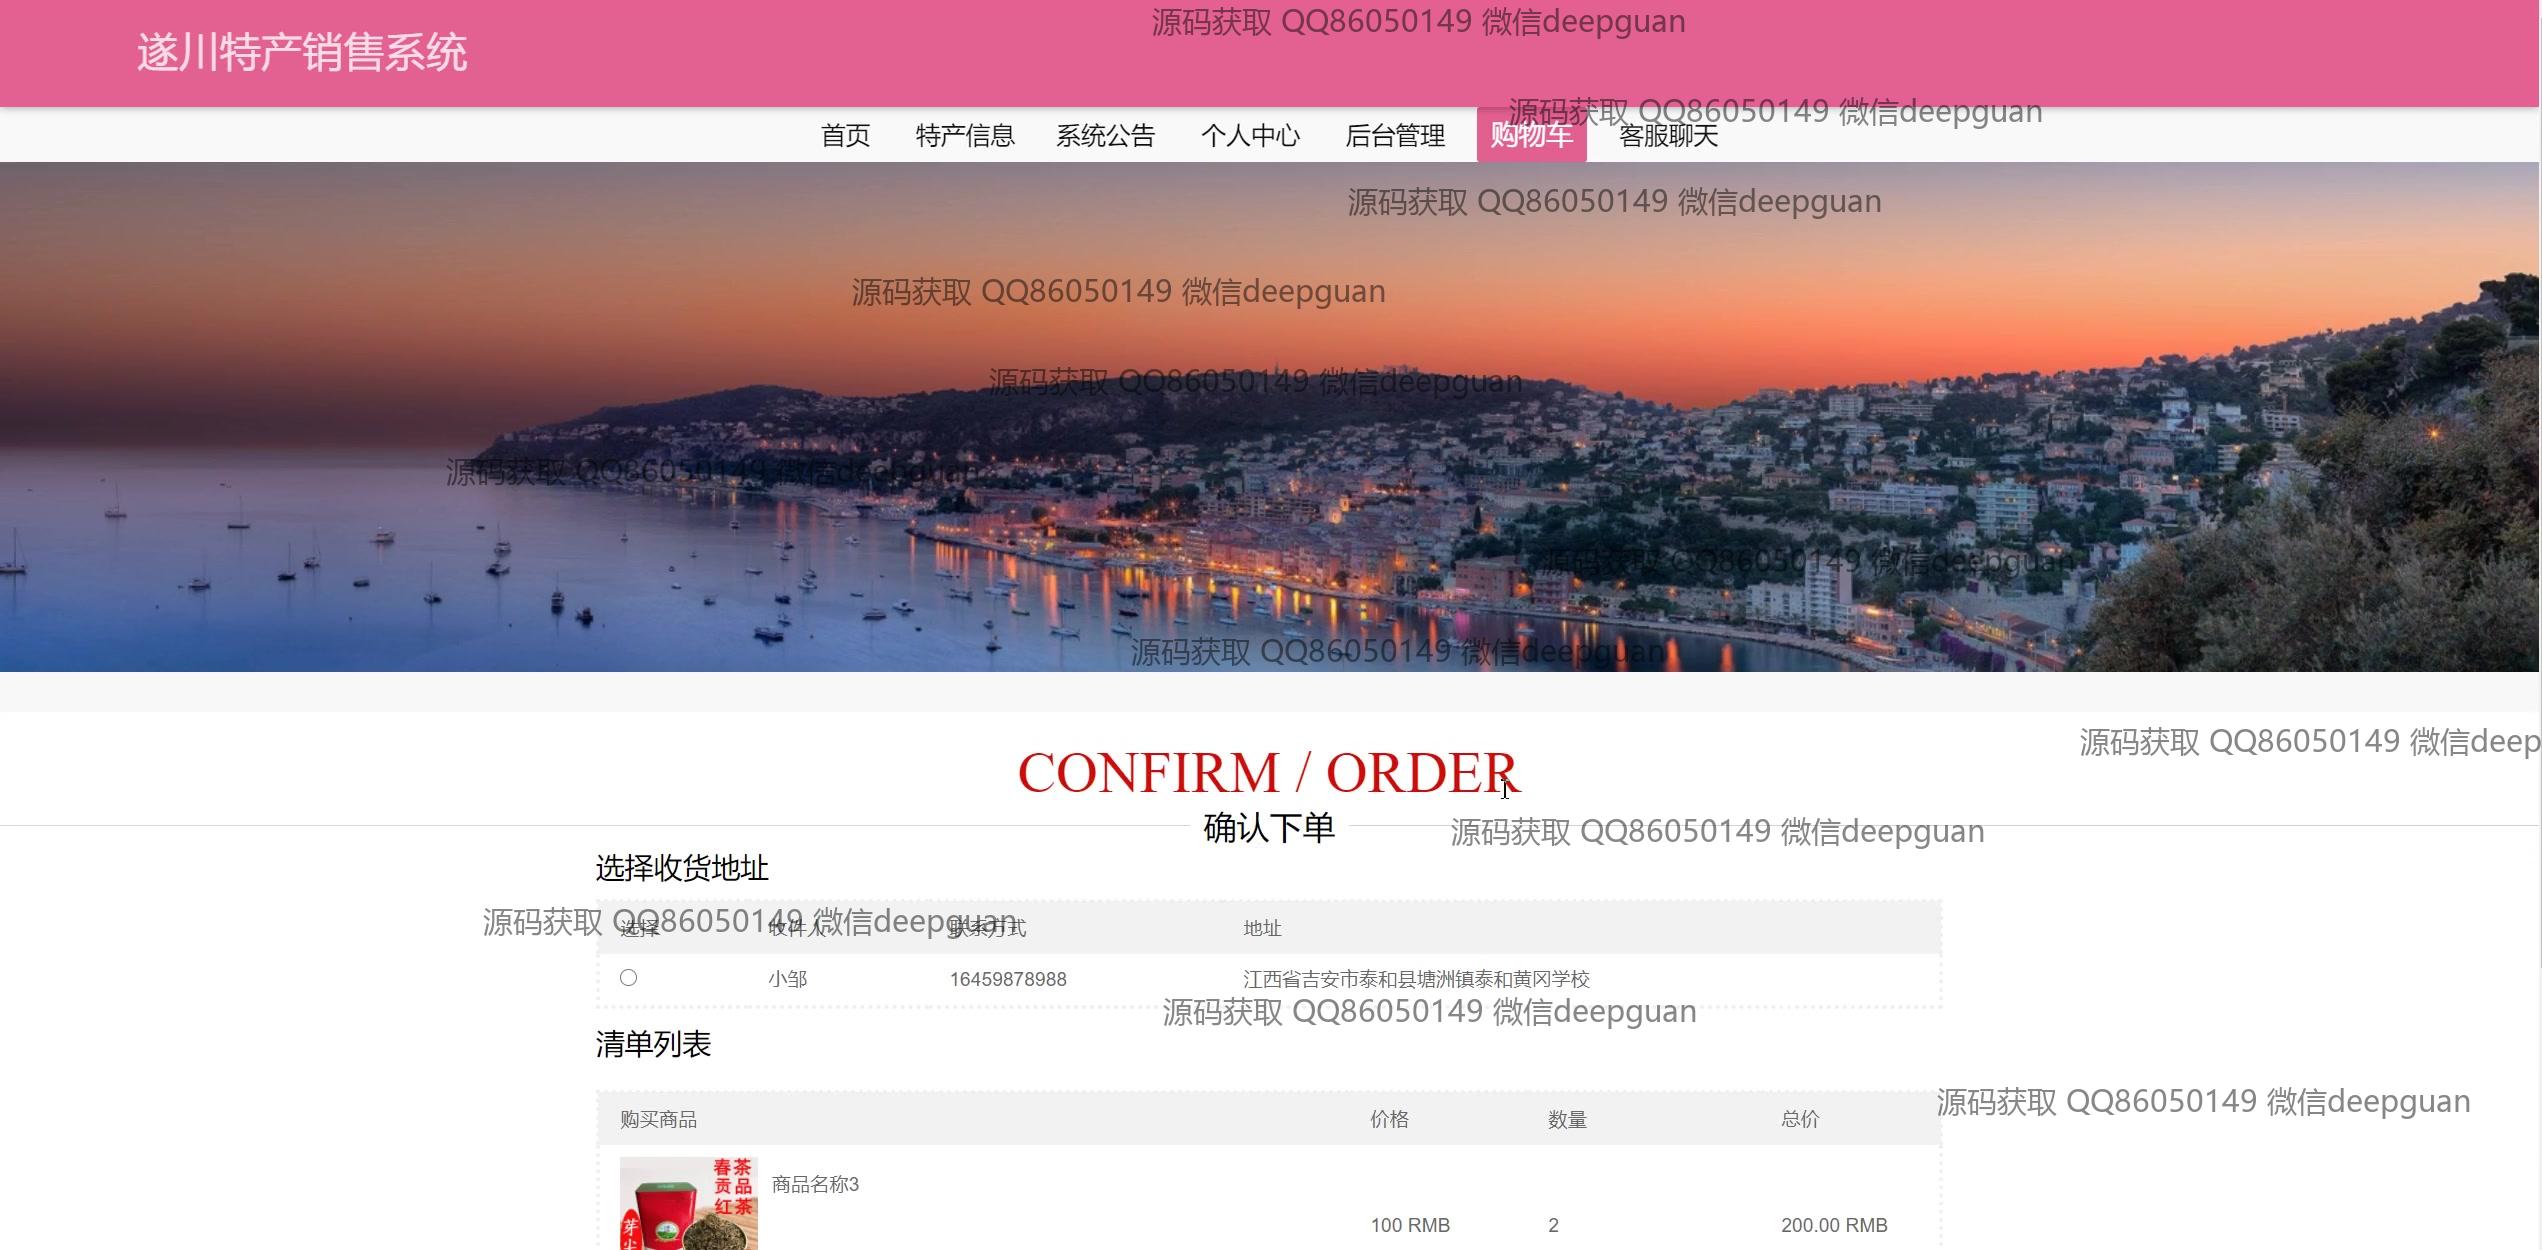 源码获取 QQ86050149 微信deepguan
遂川特产销售系统
源码获取 QQ86050149 微信deepguan
首页 特产信息 系统公告 个人中心 后台管理 购物车 客服聊天
源码获取 QQ86050149 微信deepguan
源码获取 QQ86050149 微信deepguan
源码获取 QQ86050149 微信deepguan
源码获取 QQ86050149 微信deepguan
源码获取 QQ86050149 微信deepguan
源码获取 QQ86050149 微信deepguan
源码获取 QQ86050149 微信deep
CONFIRM / ORDER
确认下单
源码获取 QQ86050149 微信deepguan
选择收货地址
源码获取 QQ86050149 微信deepguan
选择 收件人 联系方式 地址
小邹 16459878988 江西省吉安市泰和县塘洲镇泰和黄冈学校
源码获取 QQ86050149 微信deepguan
清单列表
源码获取 QQ86050149 微信deepguan
购买商品 价格 数量 总价
春茶
贡品
红茶
芽
商品名称3
100 RMB 2 200.00 RMB